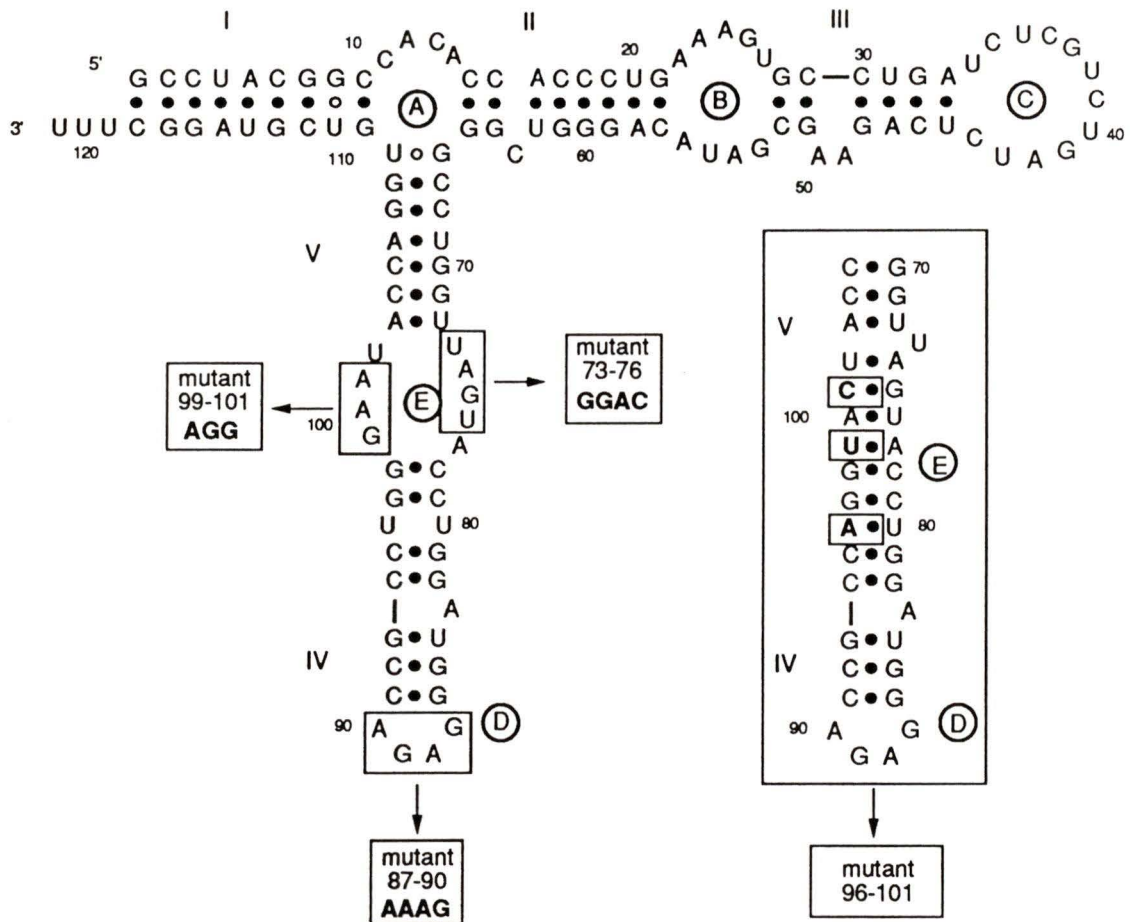 I II III
10 20 30
C A C A A A A G U C U C G
5' G C C U A C G G C C C A C C C U G A U G C — C U G A U U
A B C C
3' U U U C G G A U G C U G G G U G G G A C A C G G A C U C U 40
120 110 C 60 A U A G A A U A G
50
U G
G C
G C
A U
V C G 70
C G
A U
U U
A A
A G
G U
100 E A
G C
G C
U U 80
C G
C G
I A
G U
IV C G
C G
90 A G D
G A
mutant
99-101
AGG
mutant
73-76
GGAC
mutant
87-90
AAAG
C G 70
C G
V A U
U
U A
C G
100 A U
U A E
G C
G C
A U 80
C G
C G
I A
G U
IV C G
C G
90 A G D
G A
mutant
96-101